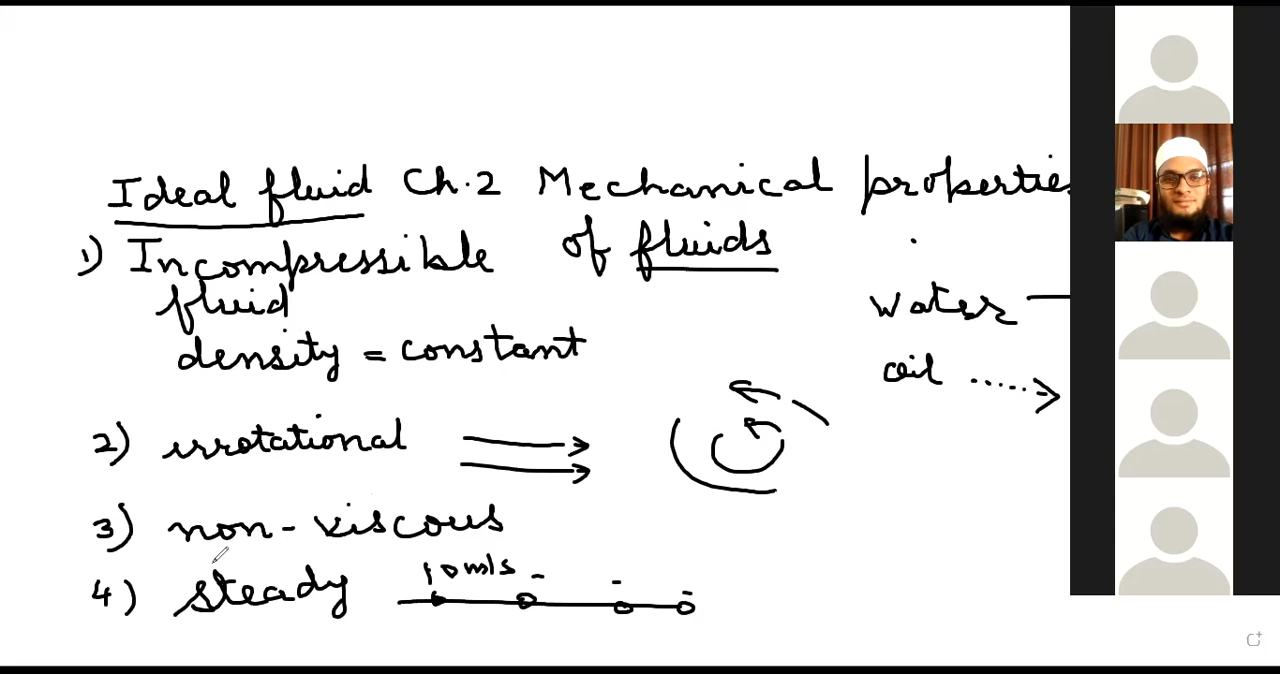 Ideal fluid Ch.2 Mechanical properties
1) Incompressible of fluids
fluid
water
density = constant
oil
2) irrotational
3) non-viscous
10 m/s
4) steady